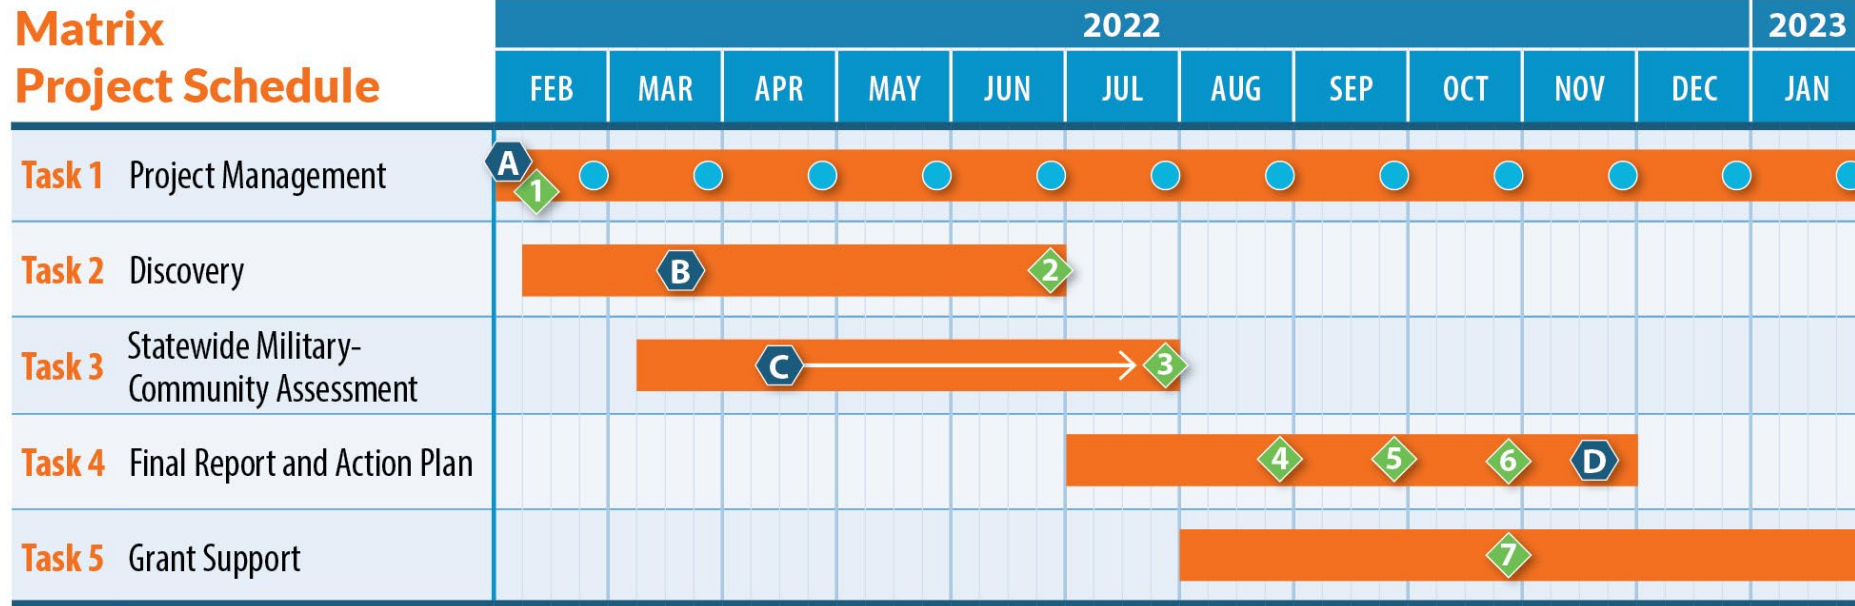 Matrix
Project Schedule
2022 2023
FEB MAR APR MAY JUN JUL AUG SEP OCT NOV DEC JAN
Task 1 Project Management A 1
Task 2 Discovery B 2
Statewide Military-
Task 3 C 3
Community Assessment
Task 4 Final Report and Action Plan 4 5 6 D
Task 5 Grant Support 7